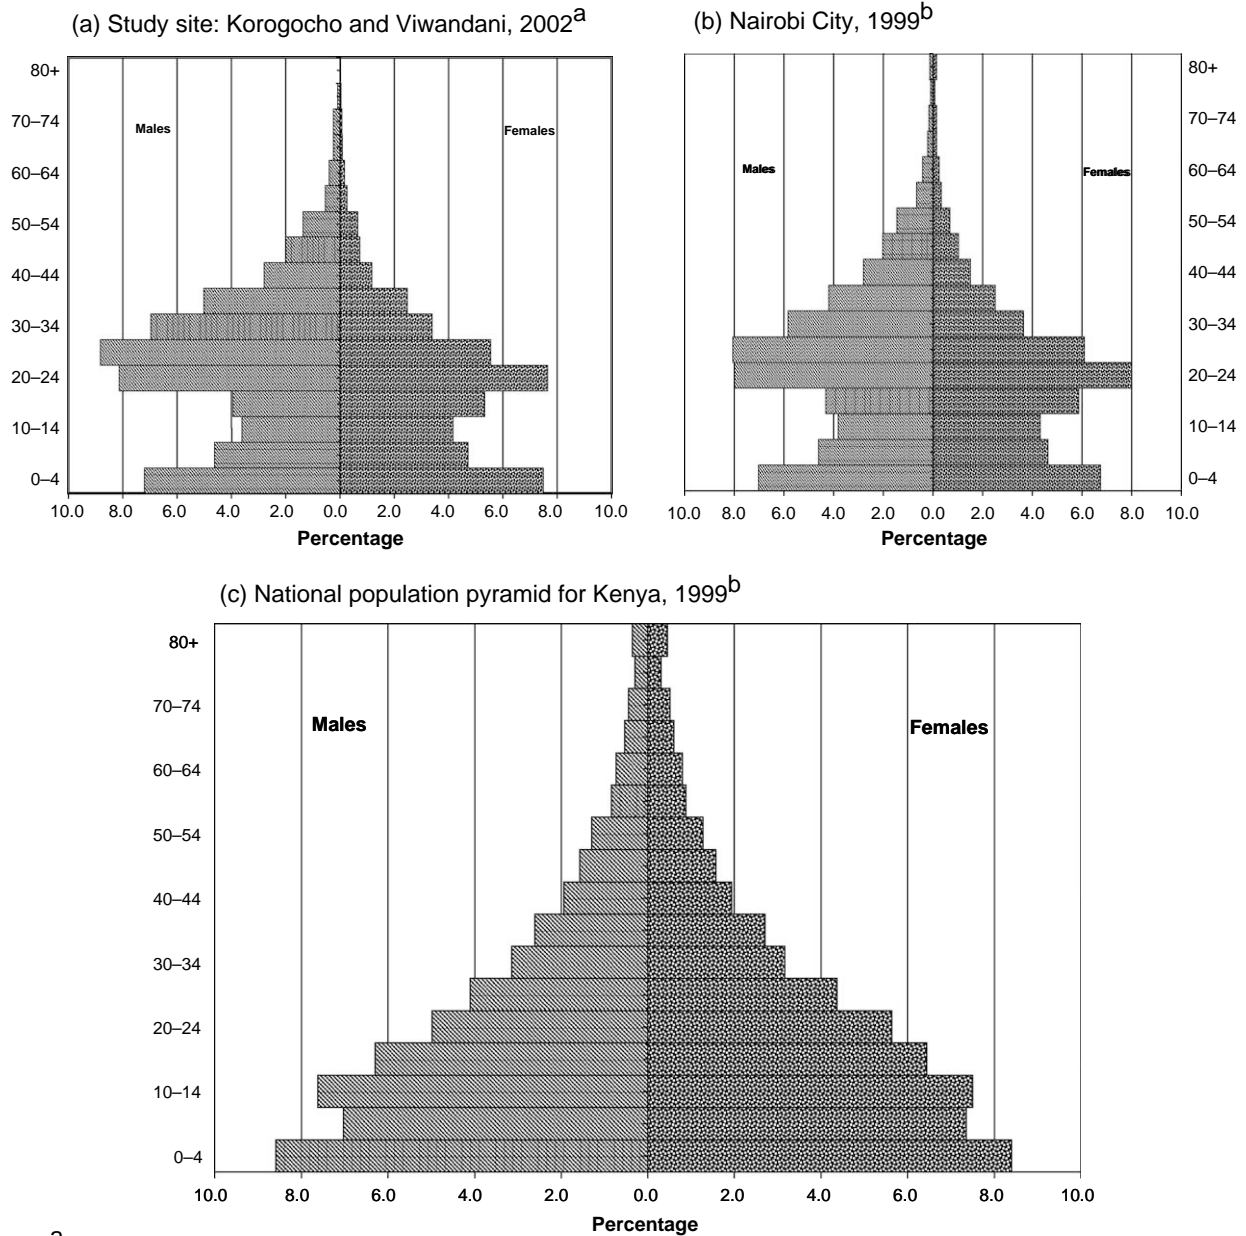 (a) Study site: Korogocho and Viwandani, 2002a
80+
70–74
60–64
50–54
40–44
30–34
20–24
10–14
0–4
Males
Females
10.0 8.0 6.0 4.0 2.0 0.0 2.0 4.0 6.0 8.0 10.0
Percentage
(b) Nairobi City, 1999b
80+
70–74
60–64
50–54
40–44
30–34
20–24
10–14
0–4
Males
Females
10.0 8.0 6.0 4.0 2.0 0.0 2.0 4.0 6.0 8.0 10.0
Percentage
(c) National population pyramid for Kenya, 1999b
80+
70–74
60–64
50–54
40–44
30–34
20–24
10–14
0–4
Males
Females
10.0 8.0 6.0 4.0 2.0 0.0 2.0 4.0 6.0 8.0 10.0
Percentage
a